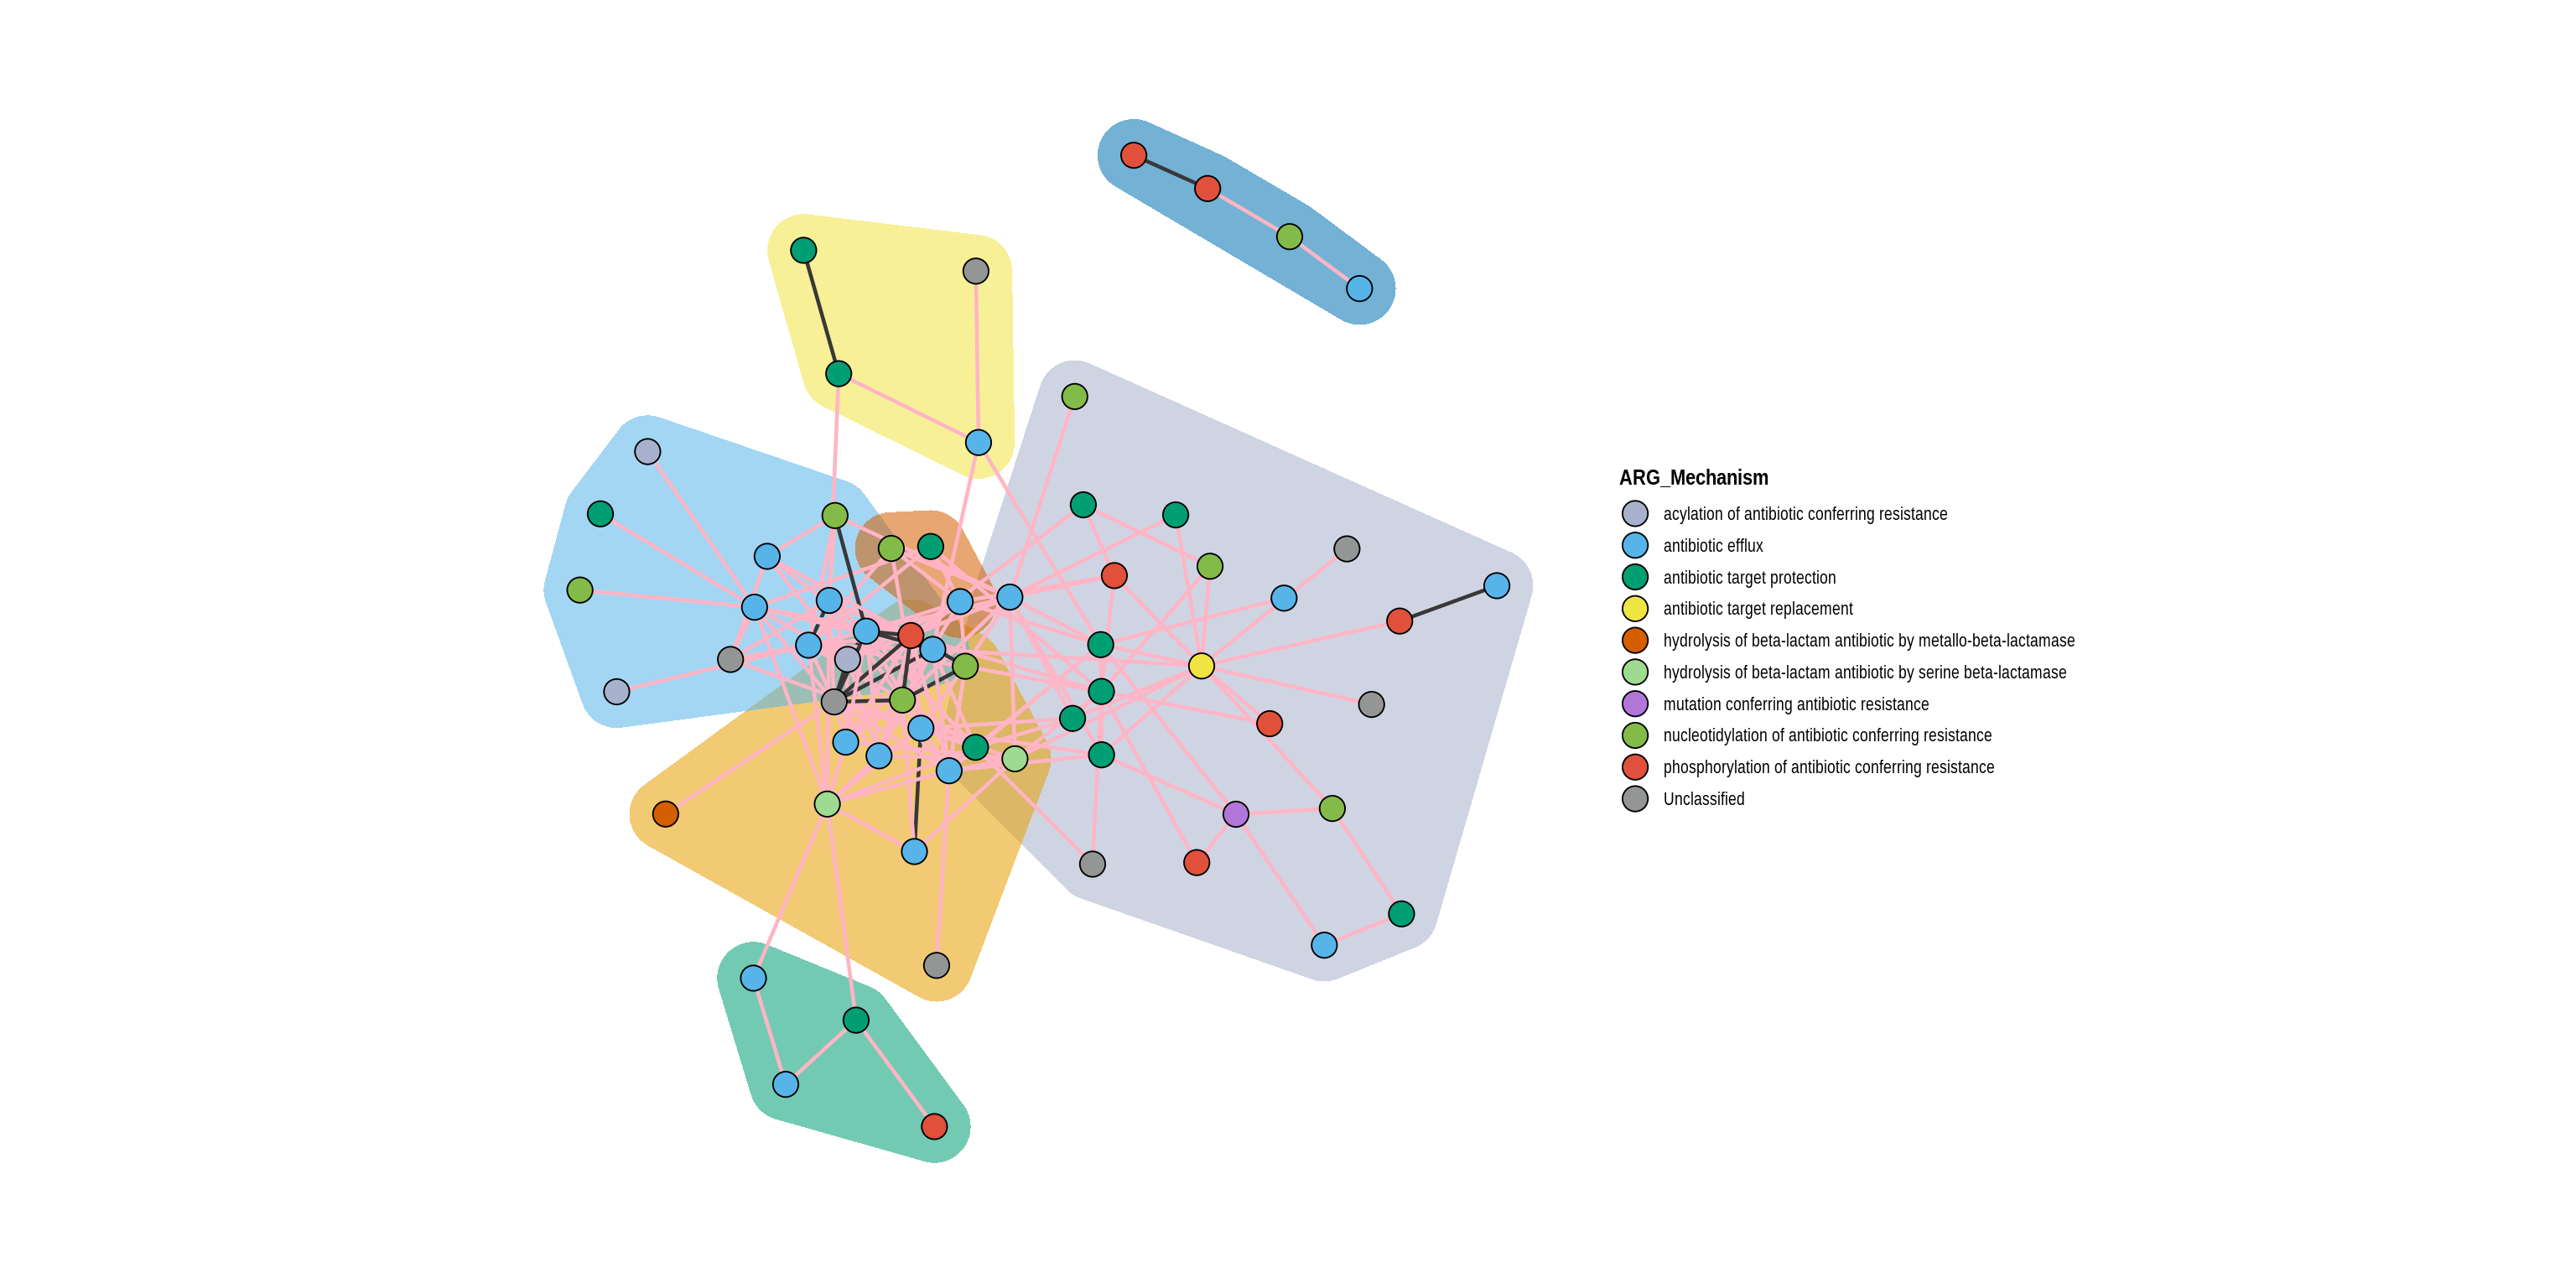 ARG_Mechanism
acylation of antibiotic conferring resistance
antibiotic efflux
antibiotic target protection
antibiotic target replacement
hydrolysis of beta-lactam antibiotic by metallo-beta-lactamase
hydrolysis of beta-lactam antibiotic by serine beta-lactamase
mutation conferring antibiotic resistance
nucleotidylation of antibiotic conferring resistance
phosphorylation of antibiotic conferring resistance
Unclassified